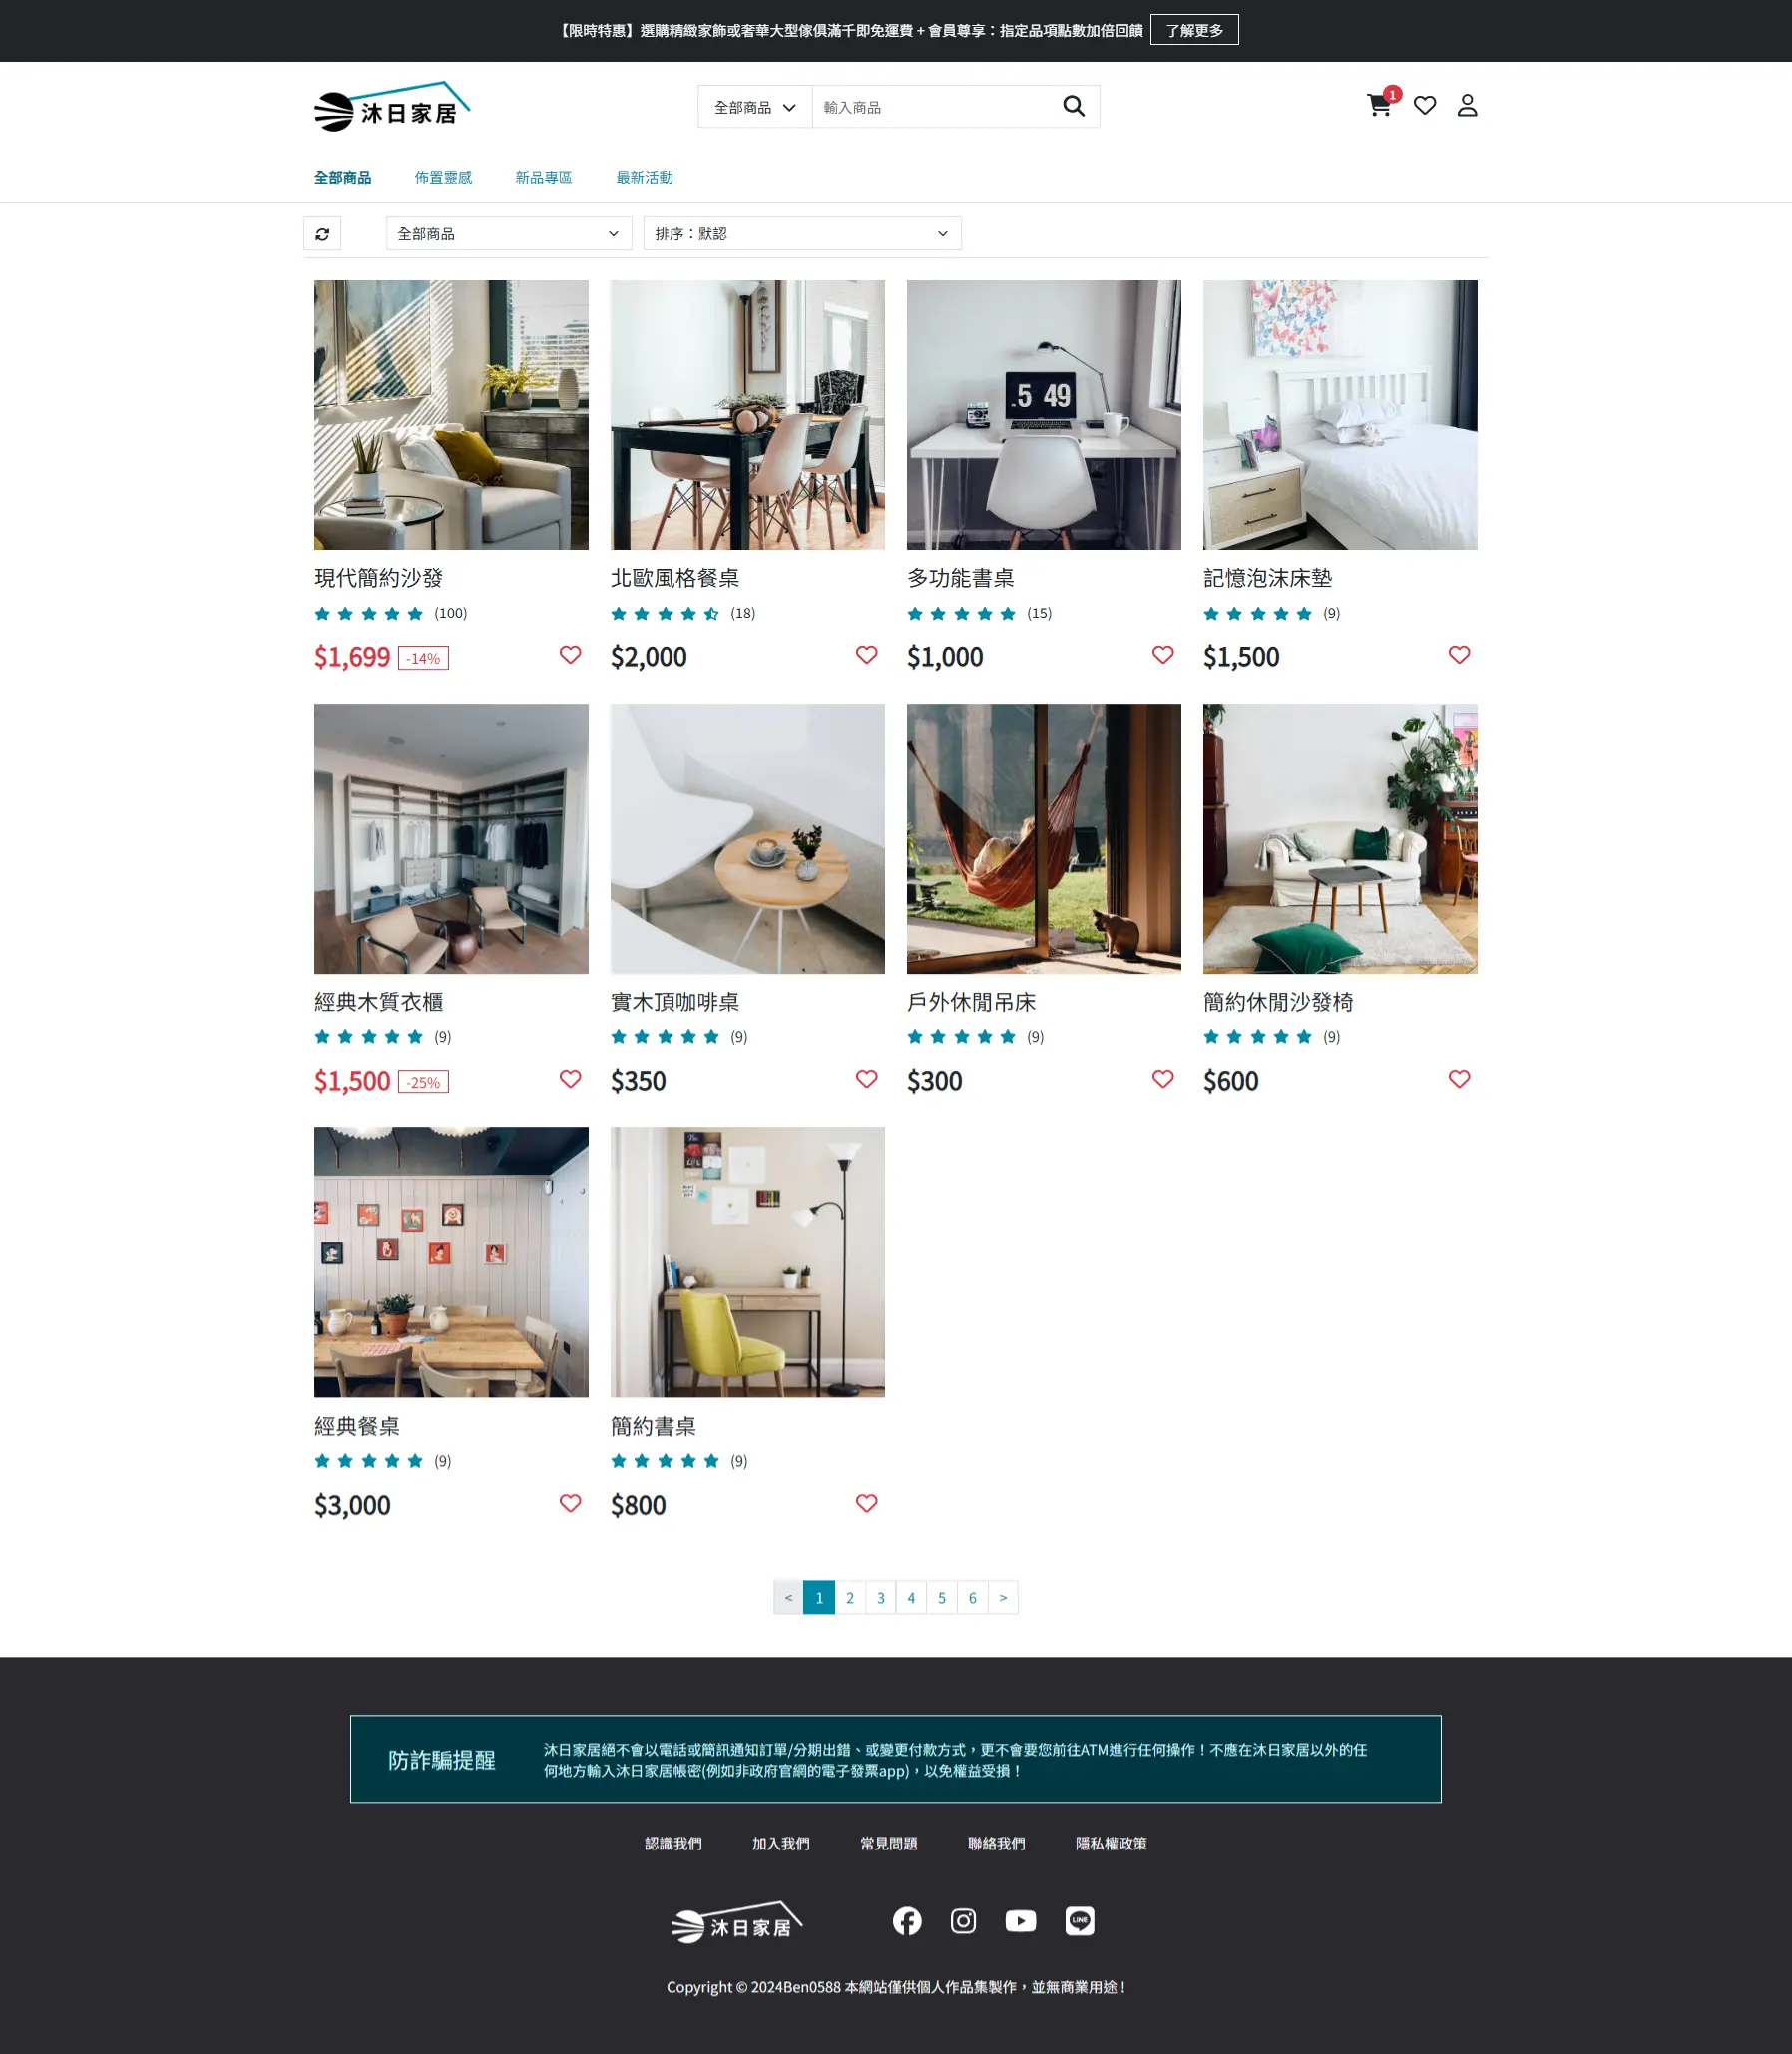 【限時特惠】選購精緻家飾或奢華大型傢俱滿千即免運費 + 會員尊享：指定品項點數加倍回饋 了解更多
沐日家居
全部商品 輸入商品 1
全部商品 佈置靈感 新品專區 最新活動
全部商品 排序：默認
5 49
現代簡約沙發 北歐風格餐桌 多功能書桌 記憶泡沫床墊
(100) (18) (15) (9)
$1,699 -14% $2,000 $1,000 $1,500
經典木質衣櫃 實木頂咖啡桌 戶外休閒吊床 簡約休閒沙發椅
(9) (9) (9) (9)
$1,500 -25% $350 $300 $600
經典餐桌 簡約書桌
(9) (9)
$3,000 $800
< 1 2 3 4 5 6 >
防詐騙提醒
沐日家居絕不會以電話或簡訊通知訂單/分期出錯、或變更付款方式，更不會要您前往ATM進行任何操作！不應在沐日家居以外的任
何地方輸入沐日家居帳密(例如非政府官網的電子發票app)，以免權益受損！
認識我們 加入我們 常見問題 聯絡我們 隱私權政策
沐日家居 LINE
Copyright © 2024Ben0588 本網站僅供個人作品集製作，並無商業用途！